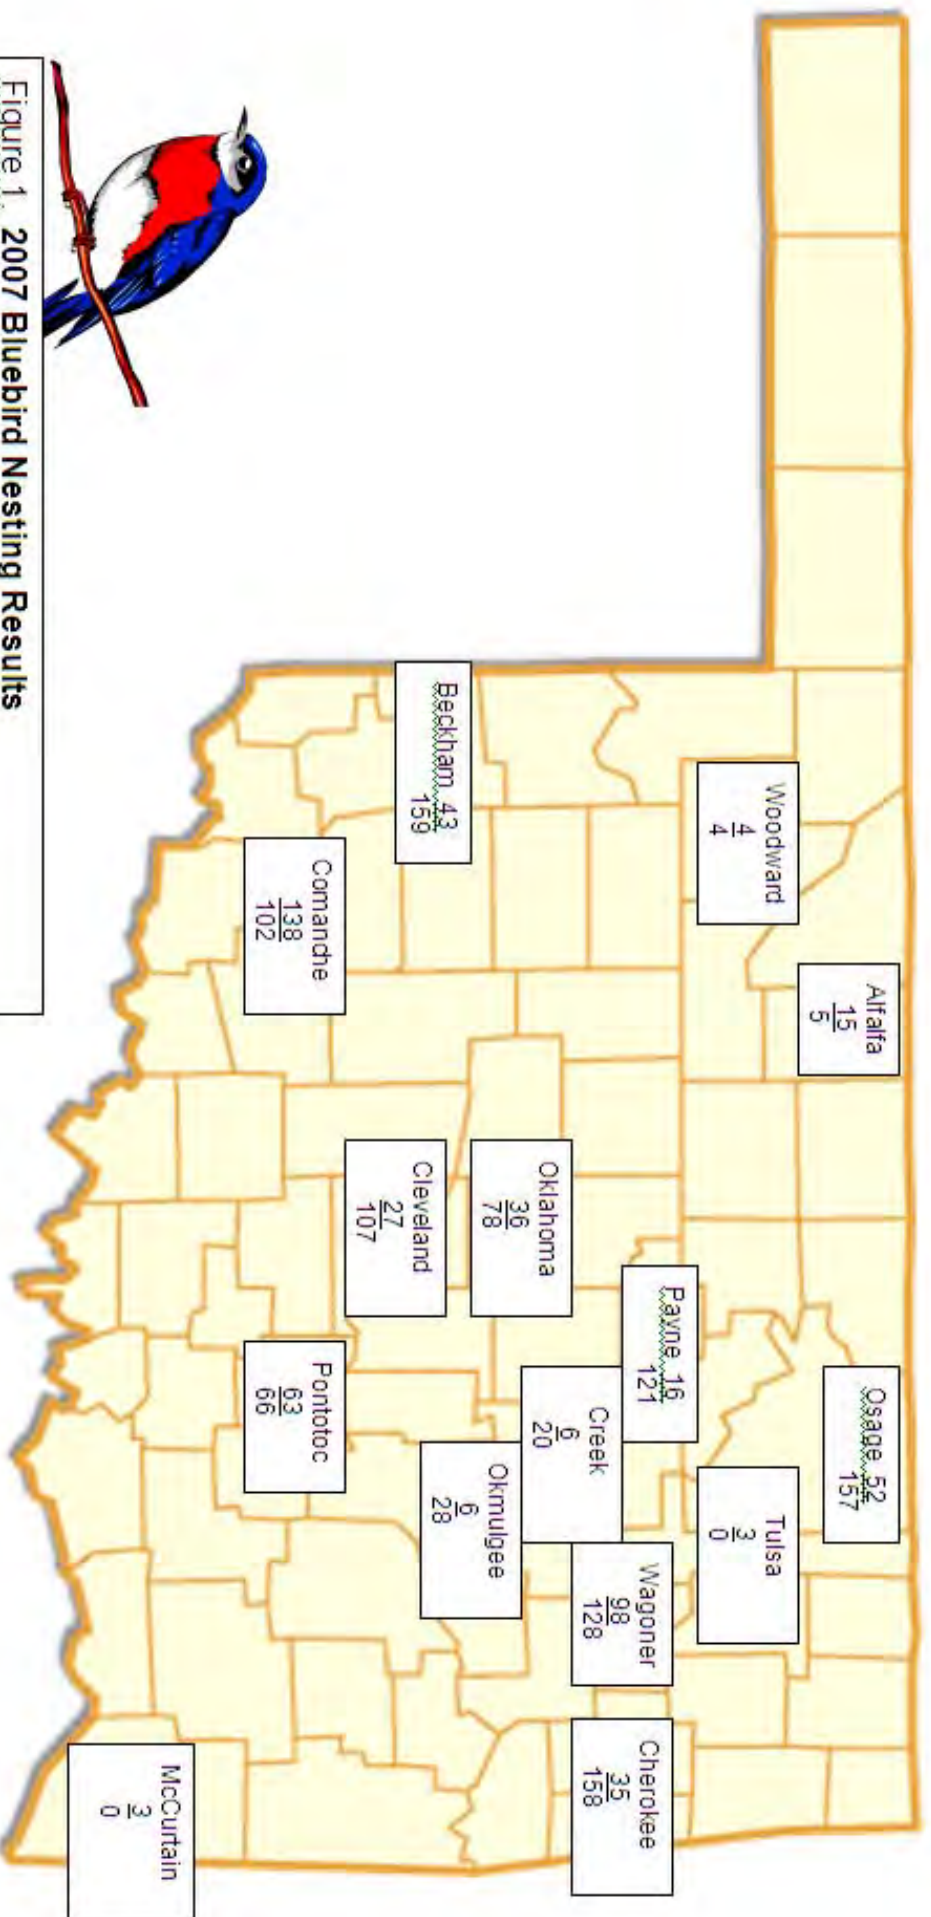 Alfalfa
15
5
Osage 52
157
Woodward
4
4
Tulsa
3
0
Payne 16
121
Wagoner
98
128
Cherokee
35
158
Creek
6
20
Oklahoma
36
78
Okmulgee
6
28
Beckham 43
159
Cleveland
27
107
Comanche
138
102
Pontotoc
63
66
McCurtain
3
0
Figure 1. 2007 Bluebird Nesting Results